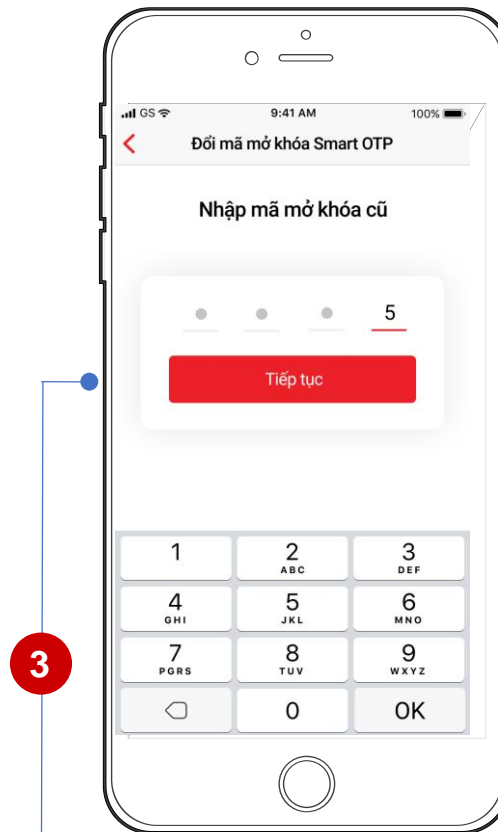 GS 9:41 AM 100%
Đổi mã mở khóa Smart OTP
Nhập mã mở khóa cũ
5
Tiếp tục
1 2 3
ABC DEF
4 5 6
GHI JKL MNO
7 8 9
PGRS TUV WXYZ
0 OK
3